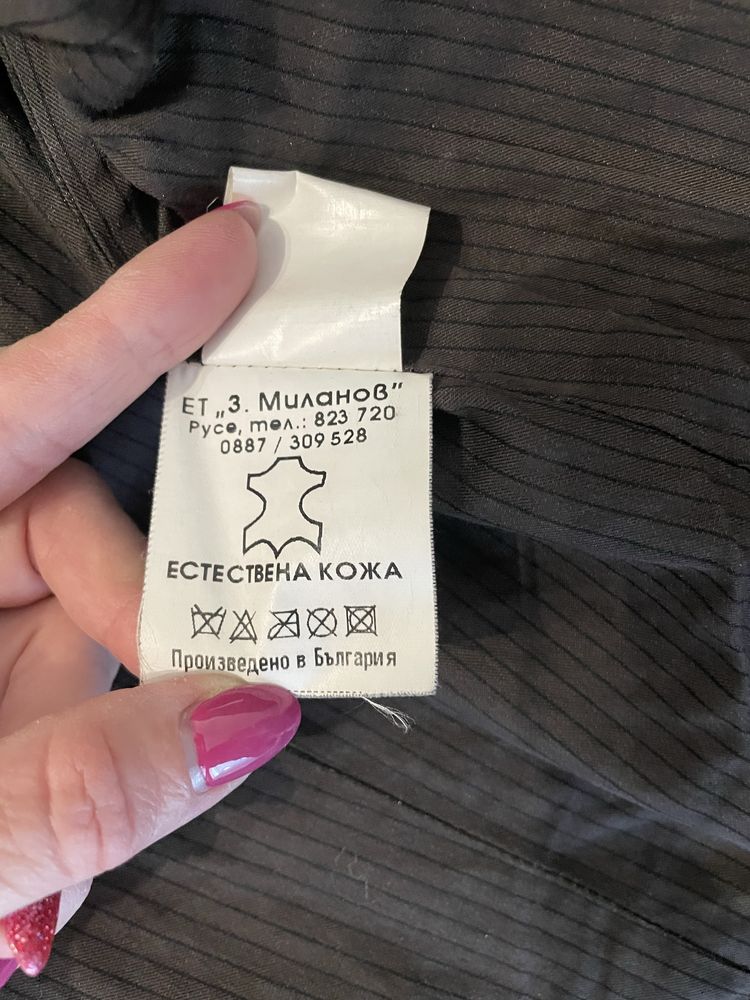 ЕТ „З. Миланов”
Русе, тел.: 823 720
0887 / 309 528
ЕСТЕСТВЕНА КОЖА
Произведено в България